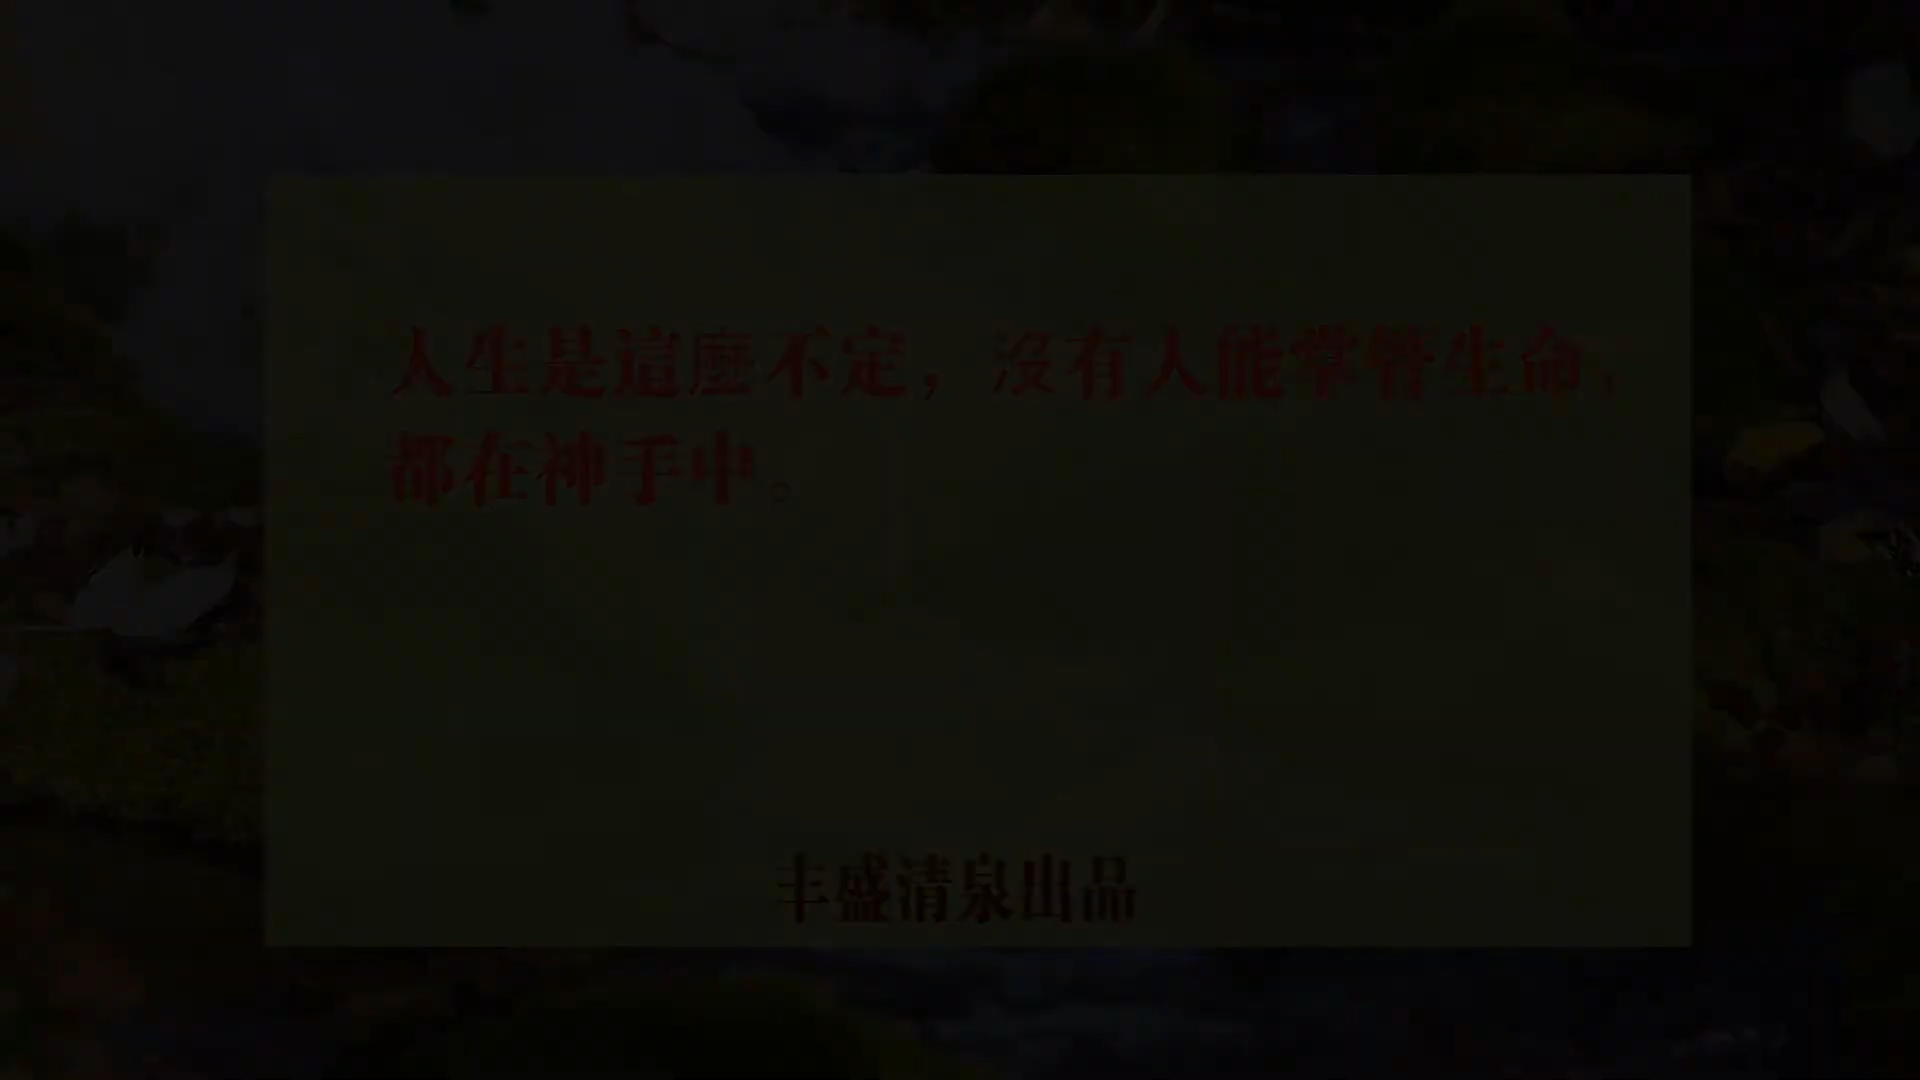 人生是這麼不定，沒有人能掌管生命，
都在神手中。
丰盛清泉出品